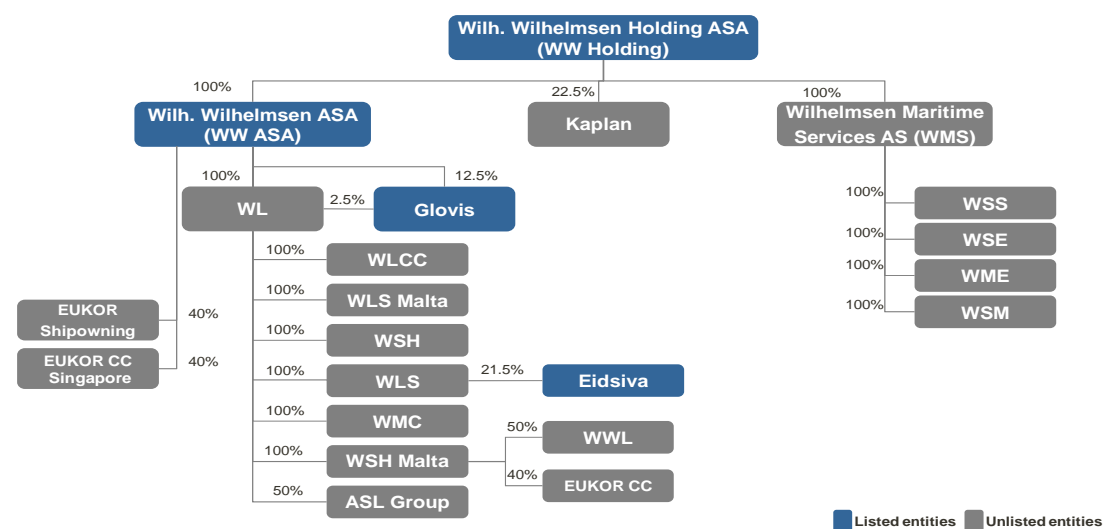 Wilh. Wilhelmsen Holding ASA
(WW Holding)
100%
22.5%
100%
Wilh. Wilhelmsen ASA
(WW ASA)
Kaplan
Wilhelmsen Maritime
Services AS (WMS)
100%
12.5%
WL
2.5%
Glovis
100%
WSS
100%
WSE
100%
WME
100%
WSM
100%
WLCC
100%
WLS Malta
EUKOR
Shipowning
40%
100%
WSH
EUKOR CC
Singapore
40%
100%
WLS
21.5%
Eidsiva
100%
WMC
50%
WWL
100%
WSH Malta
40%
EUKOR CC
50%
ASL Group
Listed entities
Unlisted entities